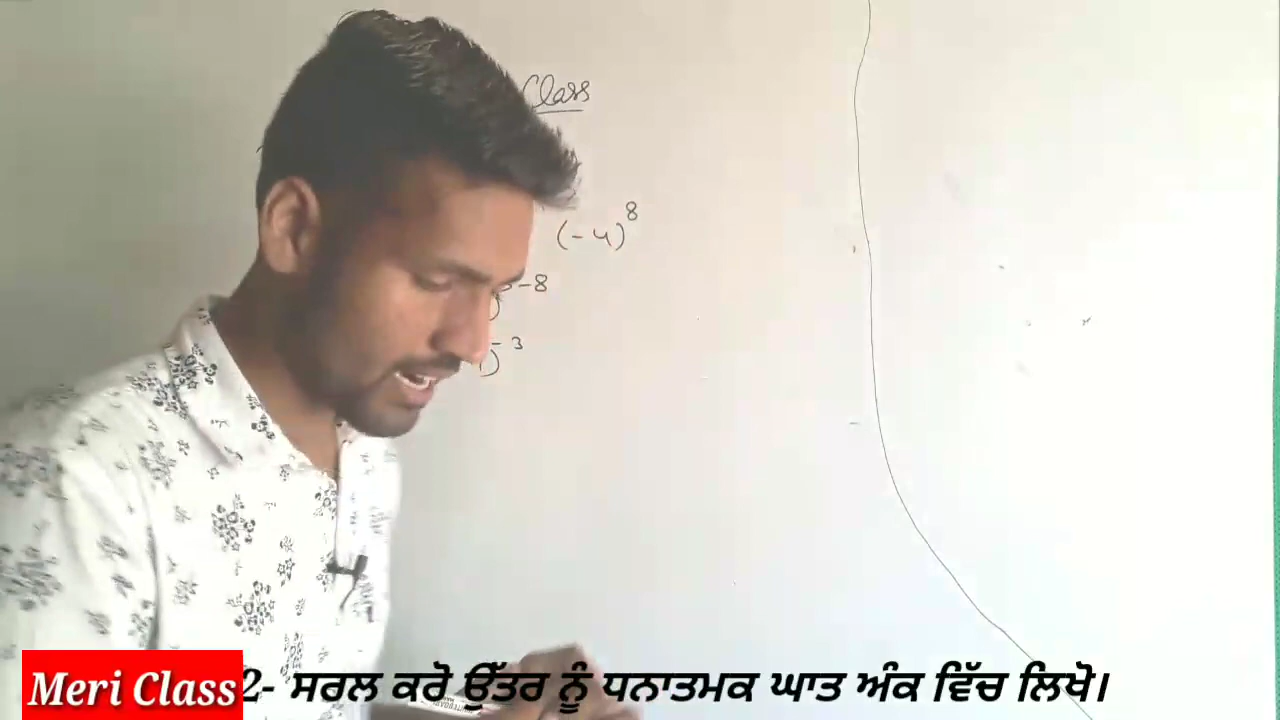 Class
(-4)^8
-8
)
)^-3
Meri Class
2- ਸਰਲ ਕਰੋ ਉੱਤਰ ਨੂੰ ਧਨਾਤਮਕ ਘਾਤ ਅੰਕ ਵਿੱਚ ਲਿਖੋ।